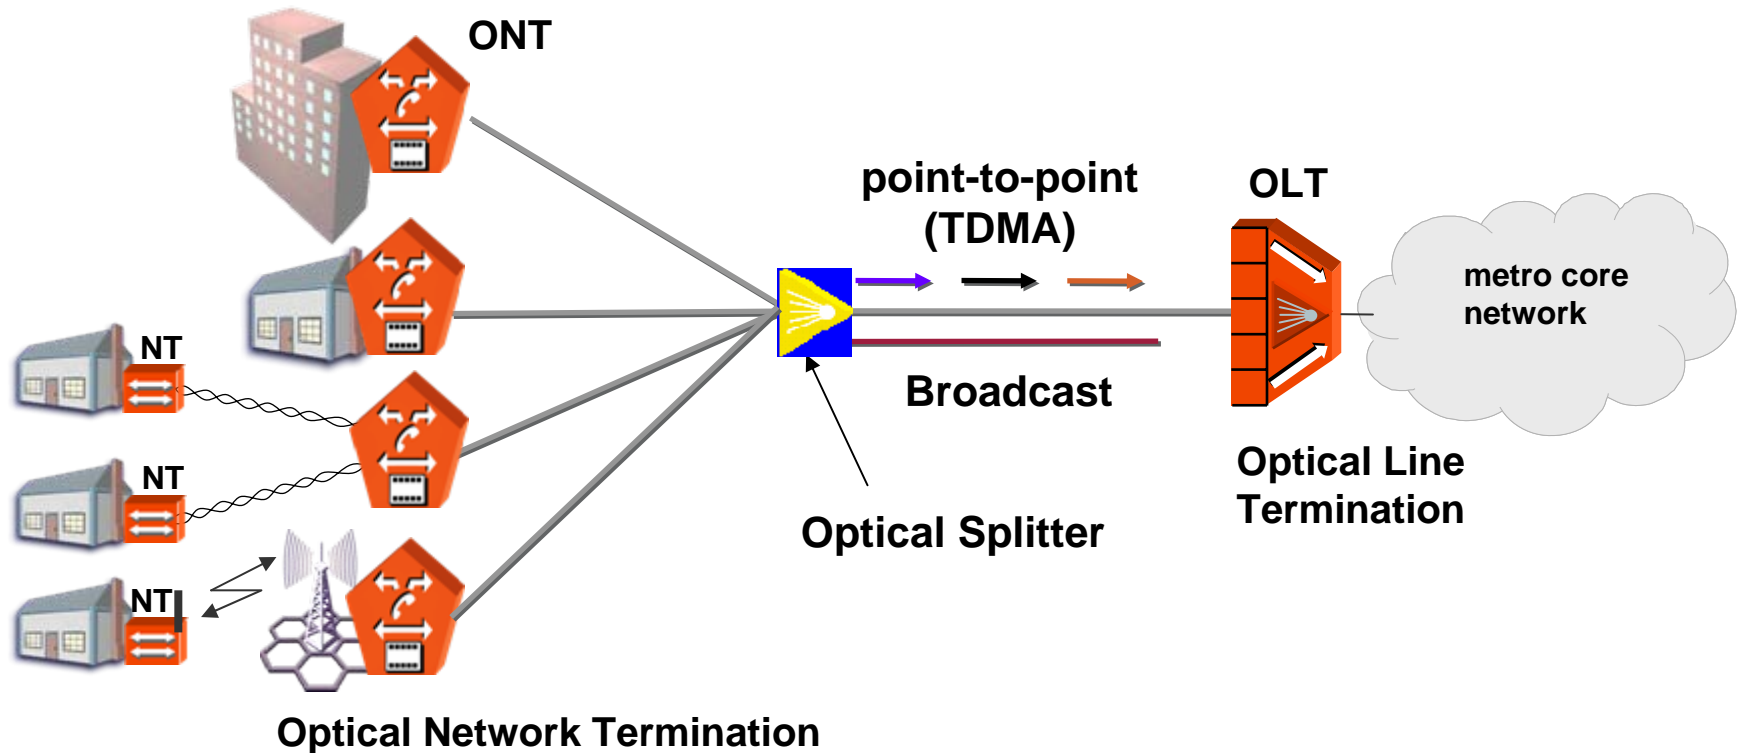 ONT
point-to-point
(TDMA)
OLT
metro core
network
NT
Broadcast
NT
Optical Line
Termination
Optical Splitter
NT
Optical Network Termination